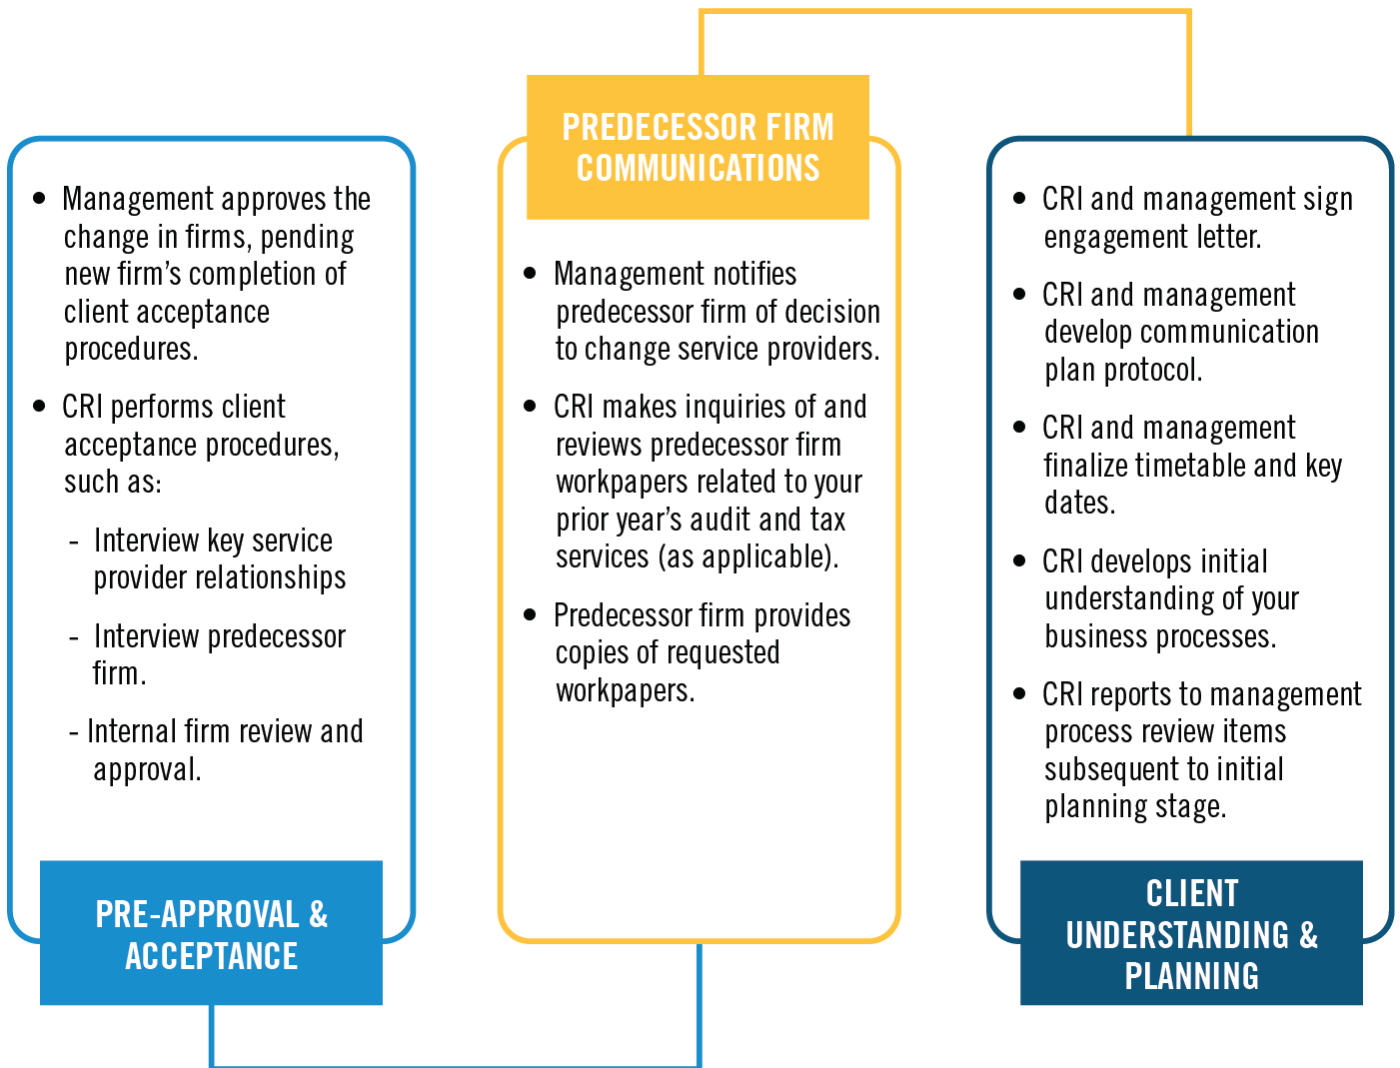 • Management approves the
change in firms, pending
new firm's completion of
client acceptance
procedures.
• CRI performs client
acceptance procedures,
such as:
- Interview key service
provider relationships
- Interview predecessor
firm.
- Internal firm review and
approval.
PRE-APPROVAL &
ACCEPTANCE
PREDECESSOR FIRM
COMMUNICATIONS
• Management notifies
predecessor firm of decision
to change service providers.
• CRI makes inquiries of and
reviews predecessor firm
workpapers related to your
prior year's audit and tax
services (as applicable).
• Predecessor firm provides
copies of requested
workpapers.
• CRI and management sign
engagement letter.
• CRI and management
develop communication
plan protocol.
• CRI and management
finalize timetable and key
dates.
• CRI develops initial
understanding of your
business processes.
• CRI reports to management
process review items
subsequent to initial
planning stage.
CLIENT
UNDERSTANDING &
PLANNING